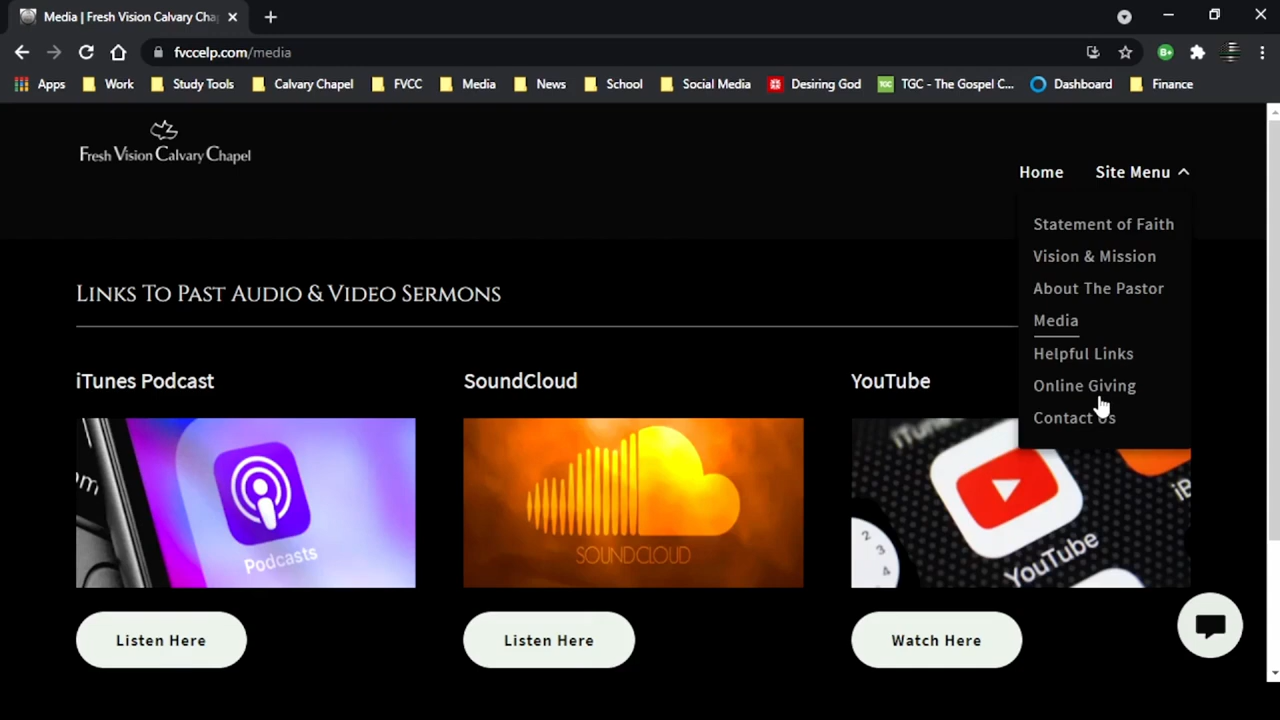 Media | Fresh Vision Calvary Cha
fvccelp.com/media
Apps Work Study Tools Calvary Chapel FVCC Media News School Social Media Desiring God TGC - The Gospel C... Dashboard Finance
Fresh Vision Calvary Chapel
Home Site Menu
Statement of Faith
Vision & Mission
About The Pastor
Media
Helpful Links
Online Giving
Contact Us
Links To Past Audio & Video Sermons
iTunes Podcast SoundCloud YouTube
Podcasts
SOUNDCLOUD
YouTube
2
3
4
Listen Here Listen Here Watch Here